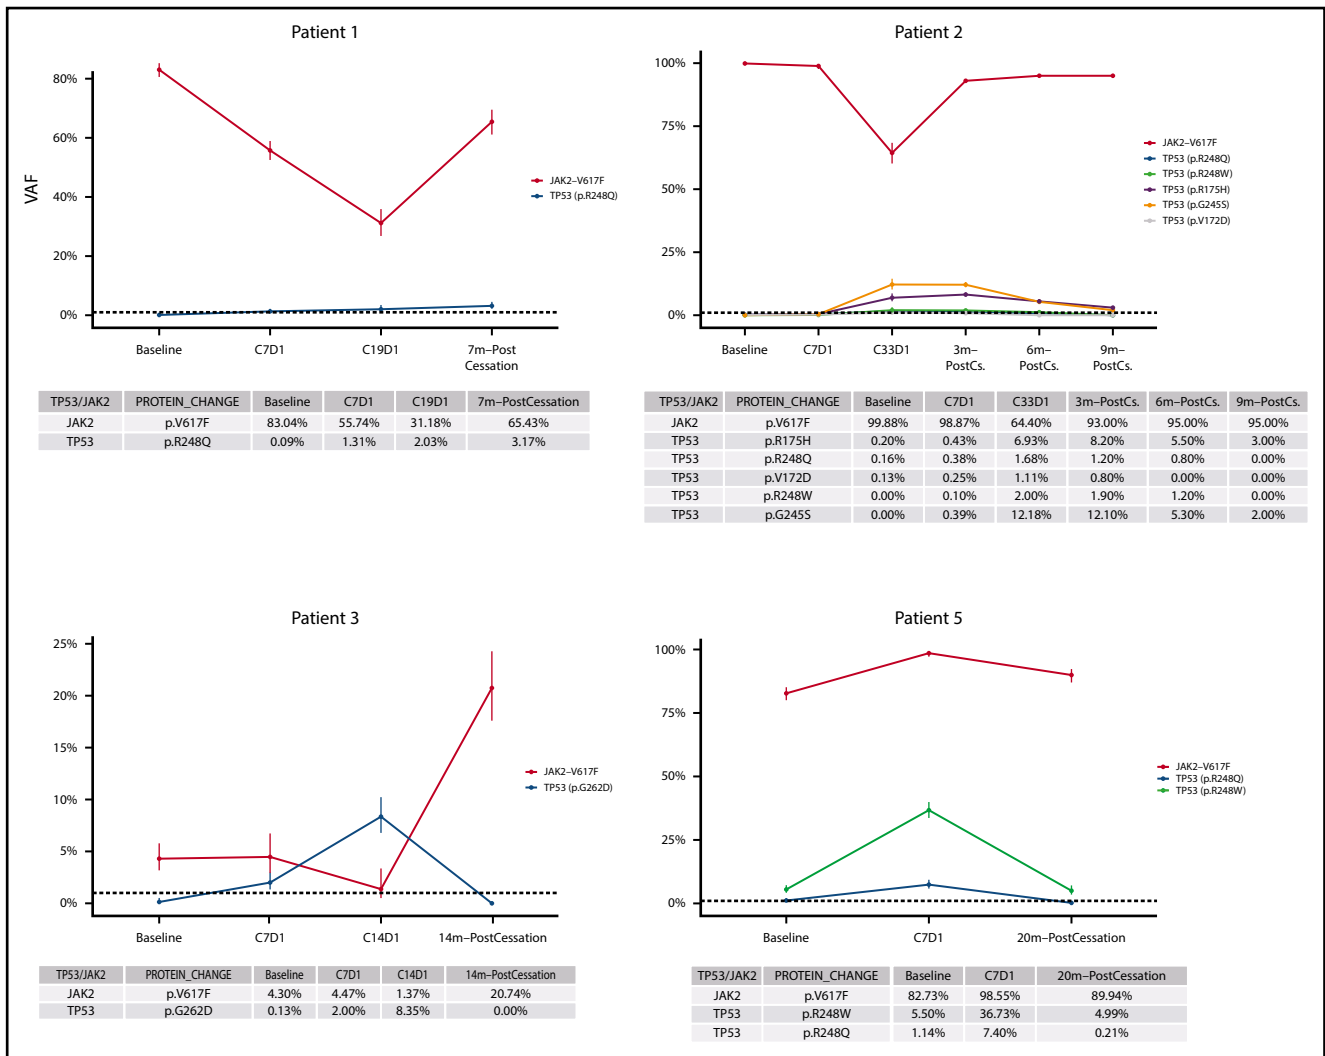 Patient 1
VAF
80%
60%
40%
20%
0%
JAK2–V617F
TP53 (p.R248Q)
Baseline C7D1 C19D1 7m–Post
Cessation
TP53/JAK2 PROTEIN_CHANGE Baseline C7D1 C19D1 7m–PostCessation
JAK2 p.V617F 83.04% 55.74% 31.18% 65.43%
TP53 p.R248Q 0.09% 1.31% 2.03% 3.17%
Patient 2
100%
75%
50%
25%
0%
JAK2–V617F
TP53 (p.R248Q)
TP53 (p.R248W)
TP53 (p.R175H)
TP53 (p.G245S)
TP53 (p.V172D)
Baseline C7D1 C33D1 3m– 6m– 9m–
PostCs. PostCs. PostCs.
TP53/JAK2 PROTEIN_CHANGE Baseline C7D1 C33D1 3m–PostCs. 6m–PostCs. 9m–PostCs.
JAK2 p.V617F 99.88% 98.87% 64.40% 93.00% 95.00% 95.00%
TP53 p.R175H 0.20% 0.43% 6.93% 8.20% 5.50% 3.00%
TP53 p.R248Q 0.16% 0.38% 1.68% 1.20% 0.80% 0.00%
TP53 p.V172D 0.13% 0.25% 1.11% 0.80% 0.00% 0.00%
TP53 p.R248W 0.00% 0.10% 2.00% 1.90% 1.20% 0.00%
TP53 p.G245S 0.00% 0.39% 12.18% 12.10% 5.30% 2.00%
Patient 3
25%
20%
15%
10%
5%
0%
JAK2–V617F
TP53 (p.G262D)
Baseline C7D1 C14D1 14m–PostCessation
TP53/JAK2 PROTEIN_CHANGE Baseline C7D1 C14D1 14m–PostCessation
JAK2 p.V617F 4.30% 4.47% 1.37% 20.74%
TP53 p.G262D 0.13% 2.00% 8.35% 0.00%
Patient 5
100%
75%
50%
25%
0%
JAK2–V617F
TP53 (p.R248Q)
TP53 (p.R248W)
Baseline C7D1 20m–PostCessation
TP53/JAK2 PROTEIN_CHANGE Baseline C7D1 20m–PostCessation
JAK2 p.V617F 82.73% 98.55% 89.94%
TP53 p.R248W 5.50% 36.73% 4.99%
TP53 p.R248Q 1.14% 7.40% 0.21%